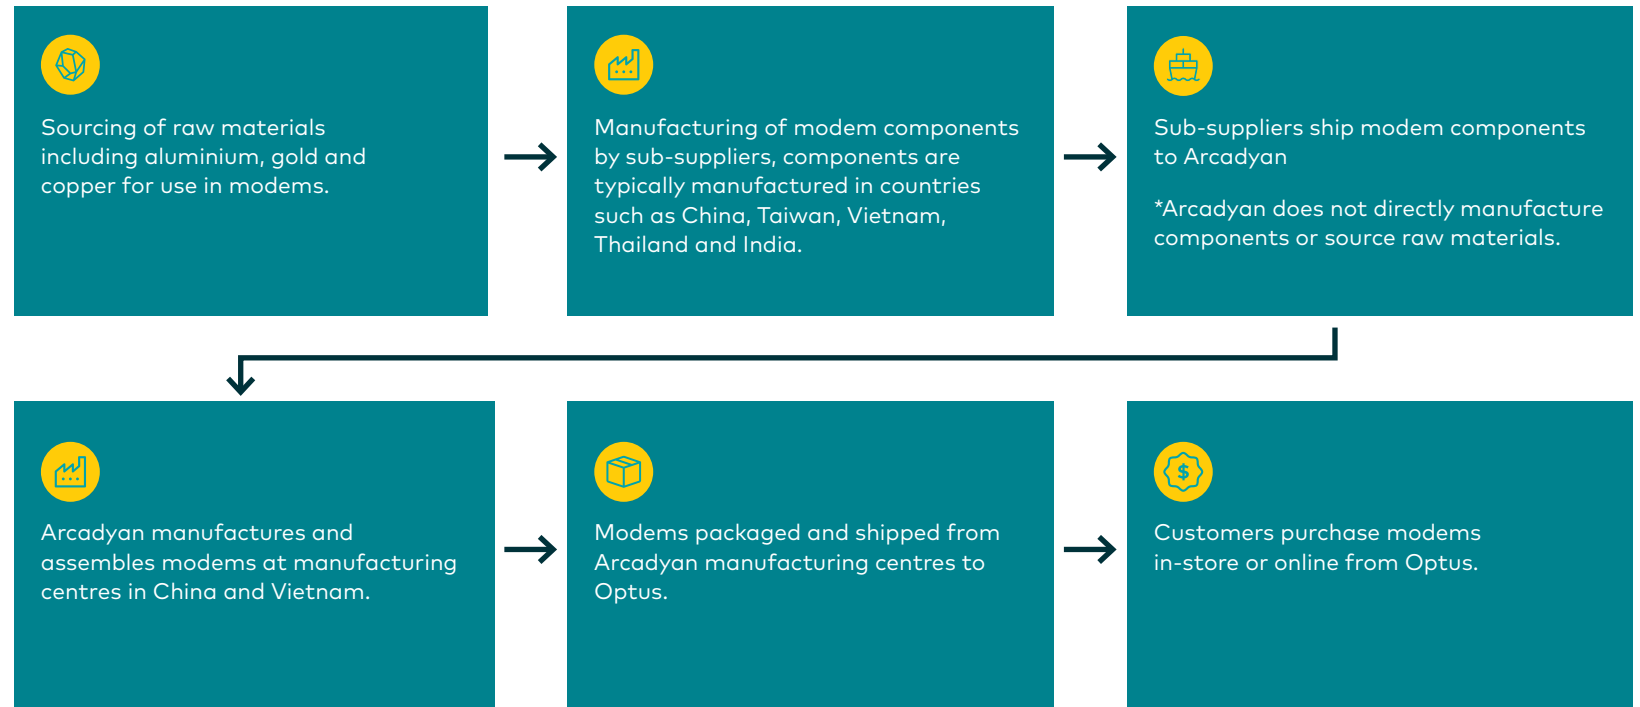 Sourcing of raw materials
including aluminium, gold and
copper for use in modems.
Manufacturing of modem components
by sub-suppliers, components are
typically manufactured in countries
such as China, Taiwan, Vietnam,
Thailand and India.
Sub-suppliers ship modem components
to Arcadyan
*Arcadyan does not directly manufacture
components or source raw materials.
Arcadyan manufactures and
assembles modems at manufacturing
centres in China and Vietnam.
Modems packaged and shipped from
Arcadyan manufacturing centres to
Optus.
$
Customers purchase modems
in-store or online from Optus.